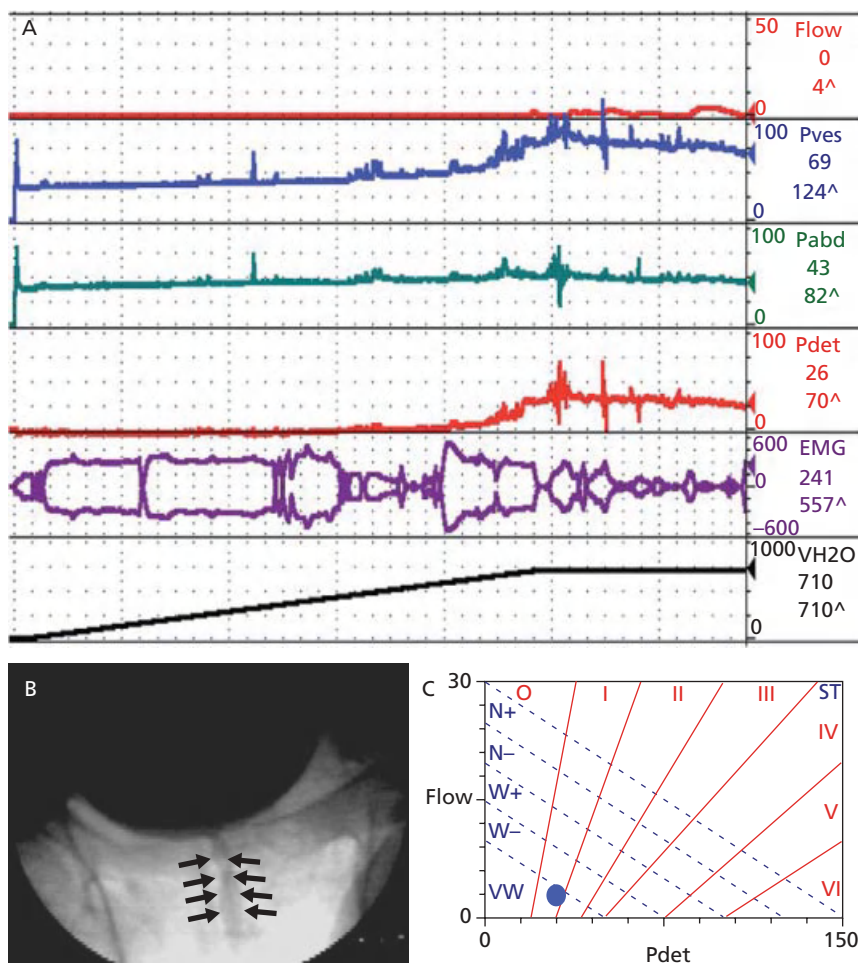 A
50
Flow
0
4^
0
100
Pves
69
124^
0
100
Pabd
43
82^
0
100
Pdet
26
70^
0
600
EMG
0
241
557^
–600
1000
VH2O
710
710^
0
B
C
30
O
I
II
III
ST
N+
IV
N–
Flow
W+
V
W–
VW
VI
0
0
150
Pdet